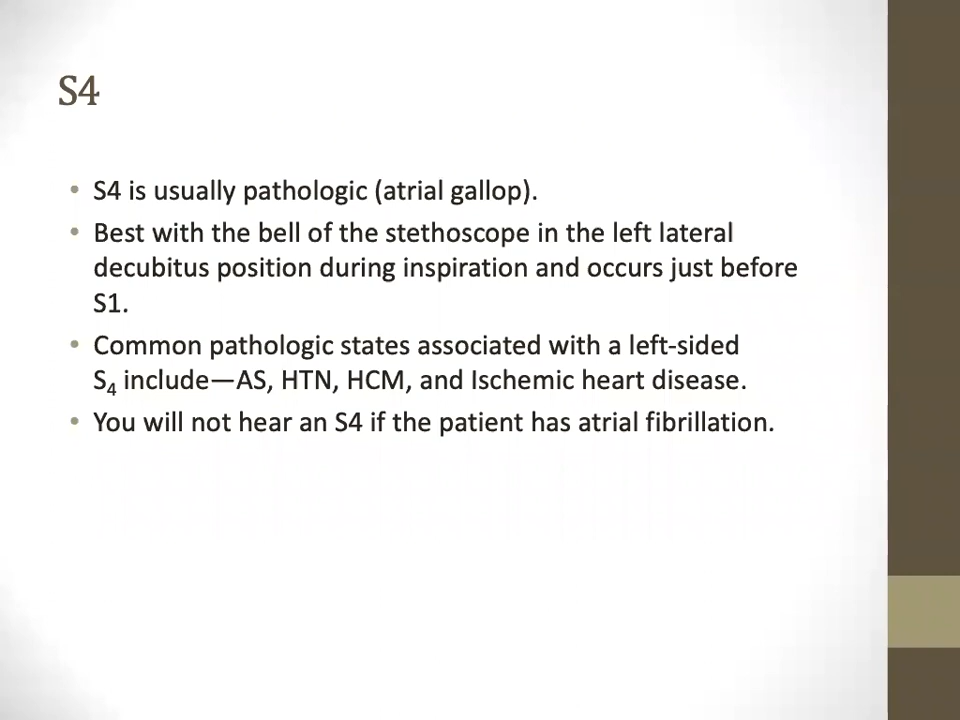 S4
• S4 is usually pathologic (atrial gallop).
• Best with the bell of the stethoscope in the left lateral
decubitus position during inspiration and occurs just before
S1.
• Common pathologic states associated with a left-sided
S4 include—AS, HTN, HCM, and Ischemic heart disease.
• You will not hear an S4 if the patient has atrial fibrillation.